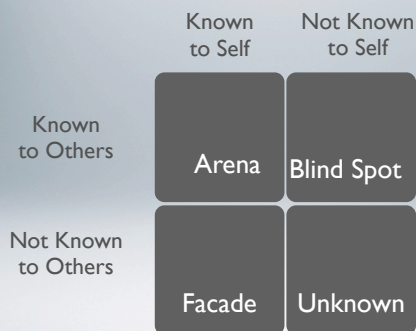 Known
to Self
Not Known
to Self
Known
to Others
Arena
Blind Spot
Not Known
to Others
Facade
Unknown